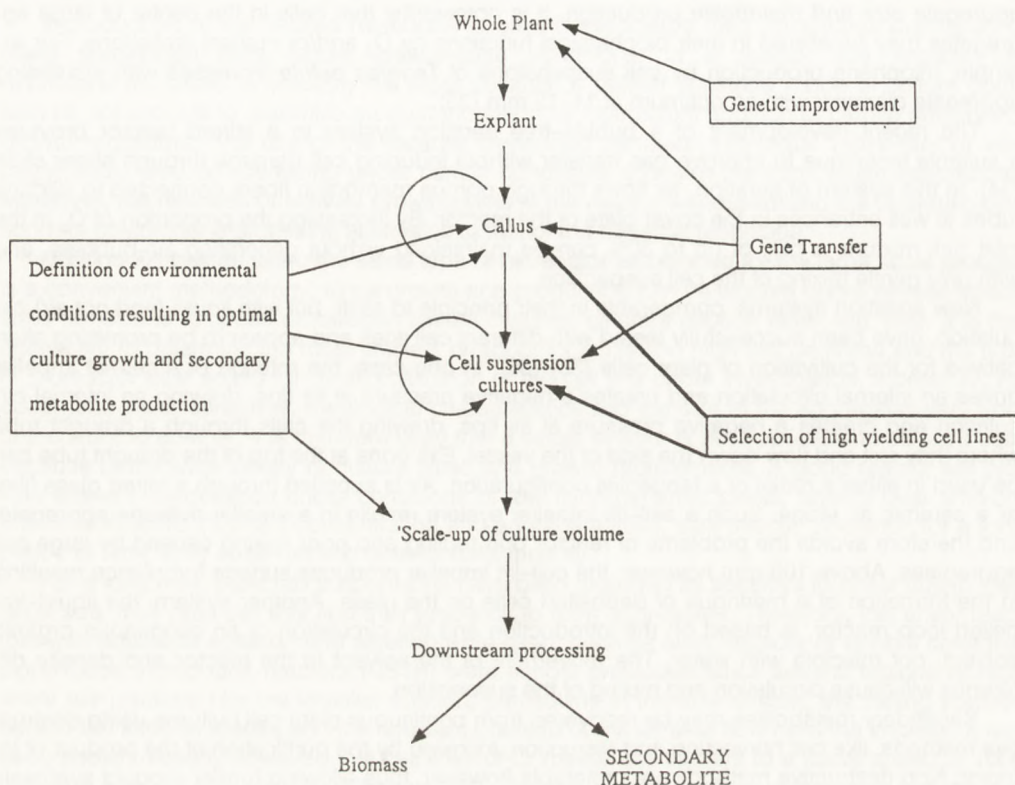 Whole Plant
Genetic improvement
Explant
Callus
Gene Transfer
Definition of environmental
conditions resulting in optimal
culture growth and secondary
metabolite production
Cell suspension
cultures
Selection of high yielding cell lines
'Scale-up' of culture volume
Downstream processing
Biomass
SECONDARY
METABOLITE